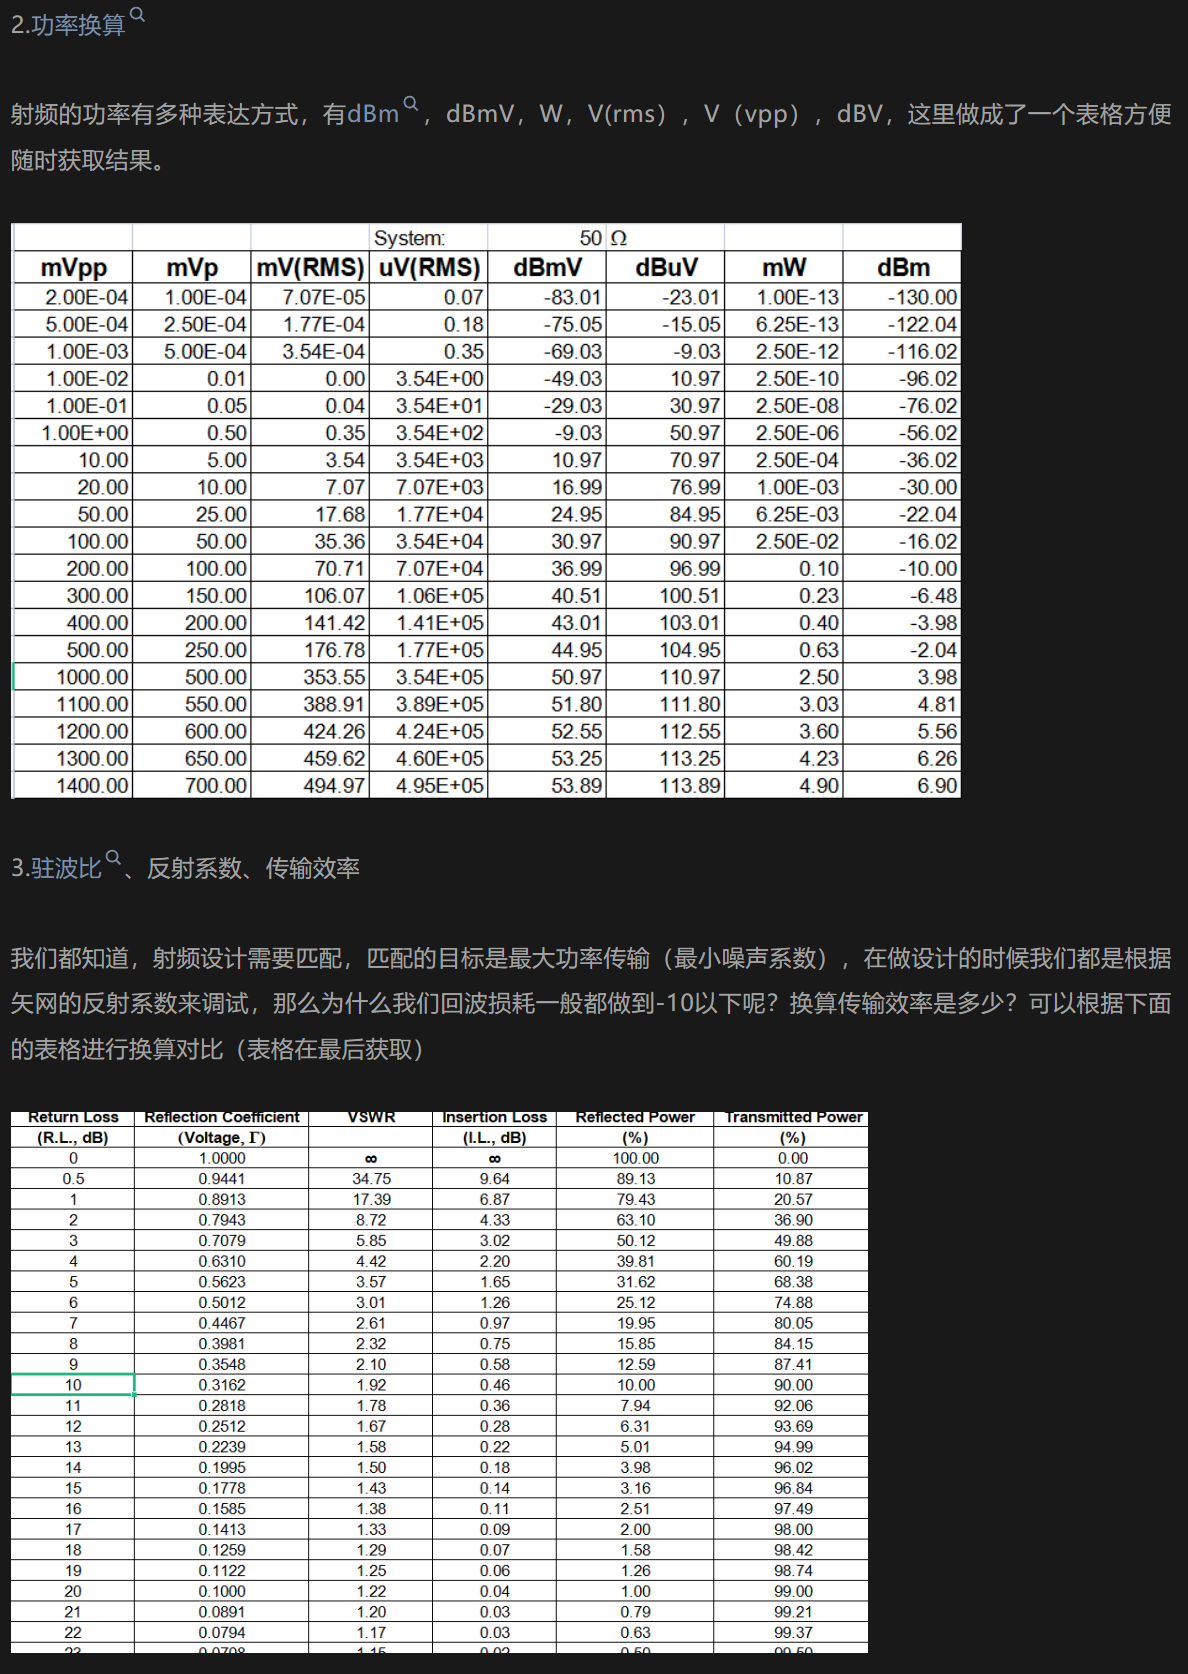 2.功率换算
射频的功率有多种表达方式，有dBm，dBmV，W，V(rms），V（vpp），dBV，这里做成了一个表格方便
随时获取结果。
System: 50 Ω
mVpp mVp mV(RMS) uV(RMS) dBmV dBuV mW dBm
2.00E-04 1.00E-04 7.07E-05 0.07 -83.01 -23.01 1.00E-13 -130.00
5.00E-04 2.50E-04 1.77E-04 0.18 -75.05 -15.05 6.25E-13 -122.04
1.00E-03 5.00E-04 3.54E-04 0.35 -69.03 -9.03 2.50E-12 -116.02
1.00E-02 0.01 0.00 3.54E+00 -49.03 10.97 2.50E-10 -96.02
1.00E-01 0.05 0.04 3.54E+01 -29.03 30.97 2.50E-08 -76.02
1.00E+00 0.50 0.35 3.54E+02 -9.03 50.97 2.50E-06 -56.02
10.00 5.00 3.54 3.54E+03 10.97 70.97 2.50E-04 -36.02
20.00 10.00 7.07 7.07E+03 16.99 76.99 1.00E-03 -30.00
50.00 25.00 17.68 1.77E+04 24.95 84.95 6.25E-03 -22.04
100.00 50.00 35.36 3.54E+04 30.97 90.97 2.50E-02 -16.02
200.00 100.00 70.71 7.07E+04 36.99 96.99 0.10 -10.00
300.00 150.00 106.07 1.06E+05 40.51 100.51 0.23 -6.48
400.00 200.00 141.42 1.41E+05 43.01 103.01 0.40 -3.98
500.00 250.00 176.78 1.77E+05 44.95 104.95 0.63 -2.04
1000.00 500.00 353.55 3.54E+05 50.97 110.97 2.50 3.98
1100.00 550.00 388.91 3.89E+05 51.80 111.80 3.03 4.81
1200.00 600.00 424.26 4.24E+05 52.55 112.55 3.60 5.56
1300.00 650.00 459.62 4.60E+05 53.25 113.25 4.23 6.26
1400.00 700.00 494.97 4.95E+05 53.89 113.89 4.90 6.90
3.驻波比、反射系数、传输效率
我们都知道，射频设计需要匹配，匹配的目标是最大功率传输（最小噪声系数），在做设计的时候我们都是根据
矢网的反射系数来调试，那么为什么我们回波损耗一般都做到-10以下呢？换算传输效率是多少？可以根据下面
的表格进行换算对比（表格在最后获取）
Return Loss Reflection Coefficient VSWR Insertion Loss Reflected Power Transmitted Power
(R.L., dB) (Voltage, Γ) (I.L., dB) (%) (%)
0 1.0000 ∞ ∞ 100.00 0.00
0.5 0.9441 34.75 9.64 89.13 10.87
1 0.8913 17.39 6.87 79.43 20.57
2 0.7943 8.72 4.33 63.10 36.90
3 0.7079 5.85 3.02 50.12 49.88
4 0.6310 4.42 2.20 39.81 60.19
5 0.5623 3.57 1.65 31.62 68.38
6 0.5012 3.01 1.26 25.12 74.88
7 0.4467 2.61 0.97 19.95 80.05
8 0.3981 2.32 0.75 15.85 84.15
9 0.3548 2.10 0.58 12.59 87.41
10 0.3162 1.92 0.46 10.00 90.00
11 0.2818 1.78 0.36 7.94 92.06
12 0.2512 1.67 0.28 6.31 93.69
13 0.2239 1.58 0.22 5.01 94.99
14 0.1995 1.50 0.18 3.98 96.02
15 0.1778 1.43 0.14 3.16 96.84
16 0.1585 1.38 0.11 2.51 97.49
17 0.1413 1.33 0.09 2.00 98.00
18 0.1259 1.29 0.07 1.58 98.42
19 0.1122 1.25 0.06 1.26 98.74
20 0.1000 1.22 0.04 1.00 99.00
21 0.0891 1.20 0.03 0.79 99.21
22 0.0794 1.17 0.03 0.63 99.37